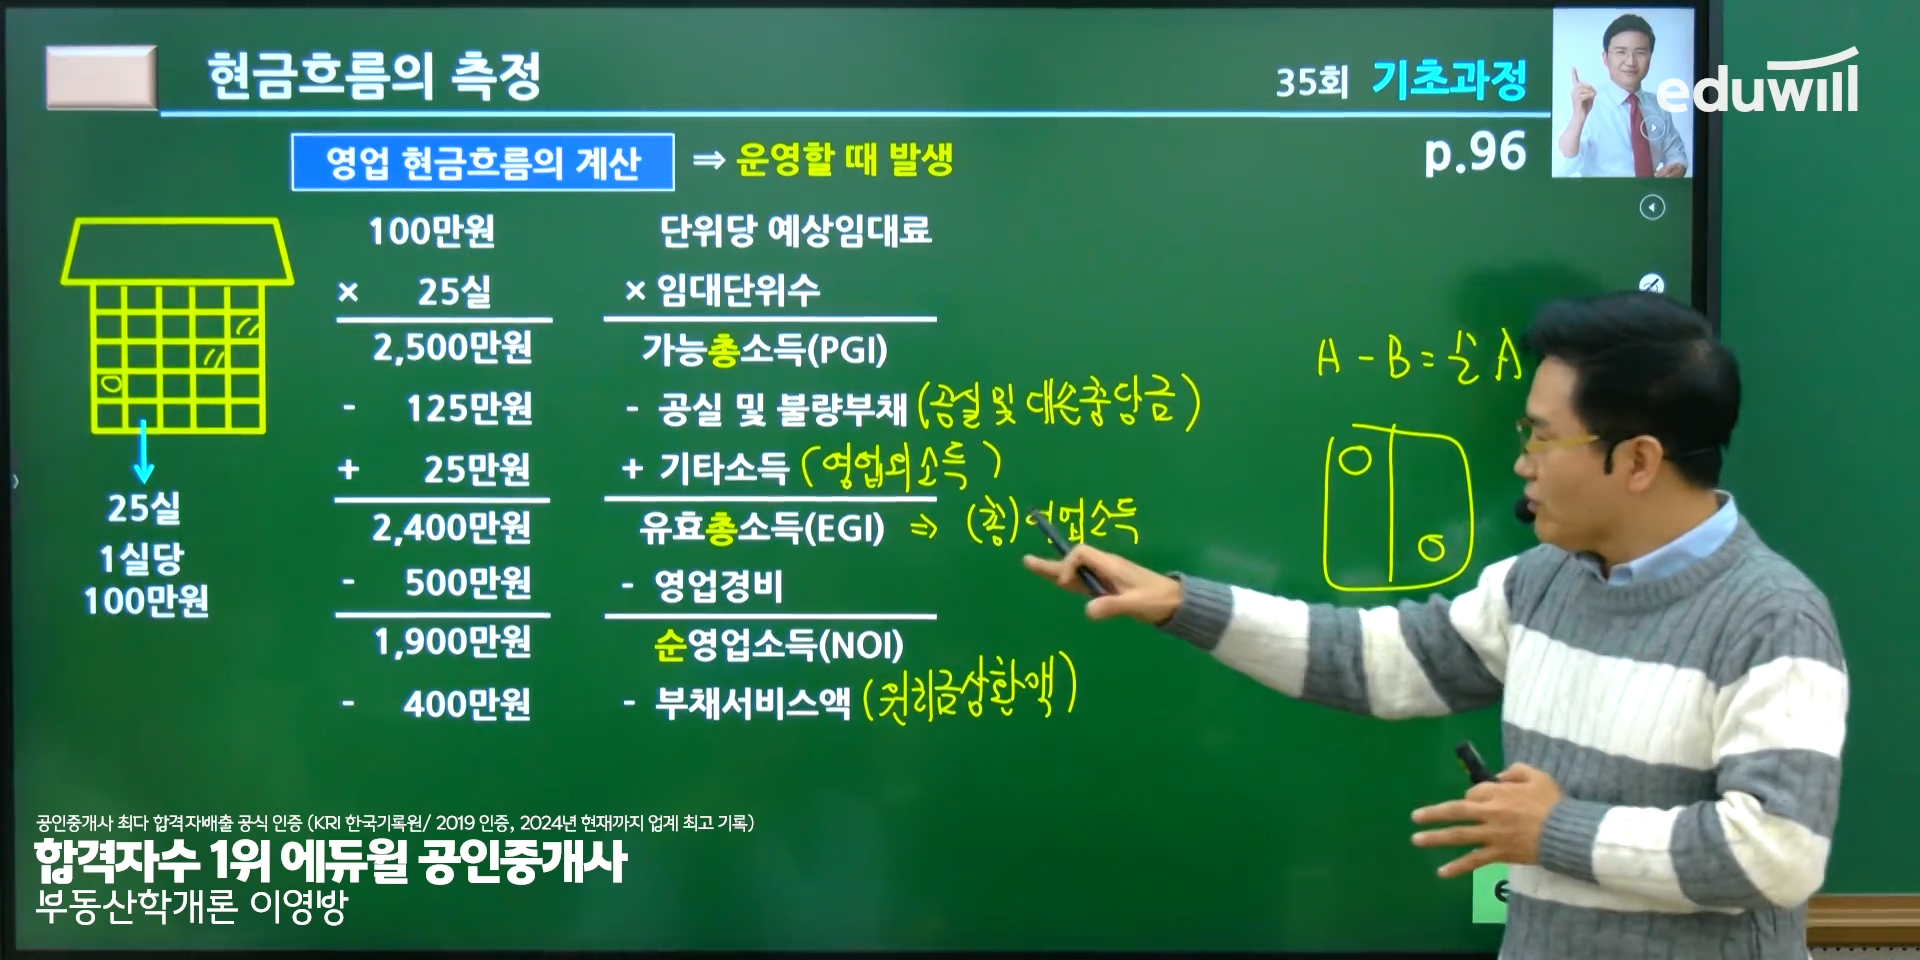 현금흐름의 측정
35회 기초과정
eduwill
p.96
영업 현금흐름의 계산 ⇒ 운영할 때 발생
100만원 단위당 예상임대료
× 25실 × 임대단위수
2,500만원 가능총소득(PGI)
- 125만원 - 공실 및 불량부채 (공실 및 대손충당금)
+ 25만원 + 기타소득 (영업외소득)
2,400만원 유효총소득(EGI) ⇒ (총)영업소득
- 500만원 - 영업경비
1,900만원 순영업소득(NOI)
- 400만원 - 부채서비스액 (원리금상환액)
25실
1실당
100만원
A - B = 순 A
공인중개사 최다 합격자배출 공식 인증 (KRI 한국기록원/ 2019 인증, 2024년 현재까지 업계 최고 기록)
합격자수 1위 에듀윌 공인중개사
부동산학개론 이영방
e